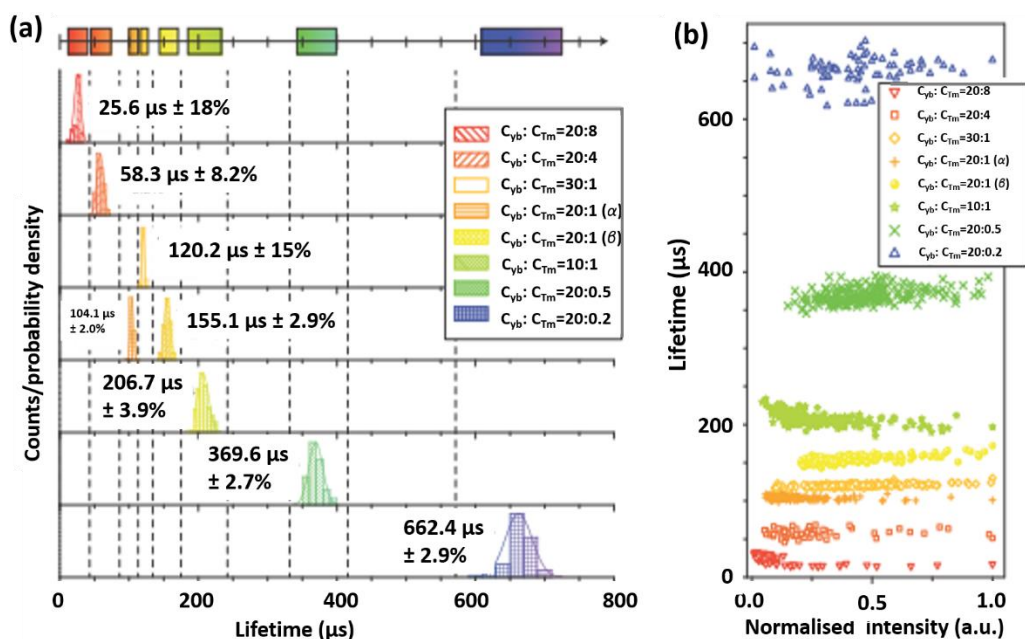 (a)
25.6 µs ± 18%
58.3 µs ± 8.2%
120.2 µs ± 15%
104.1 µs
± 2.0%
155.1 µs ± 2.9%
206.7 µs
± 3.9%
369.6 µs
± 2.7%
662.4 µs
± 2.9%
Cyb: CTm=20:8
Cyb: CTm=20:4
Cyb: CTm=30:1
Cyb: CTm=20:1 (α)
Cyb: CTm=20:1 (β)
Cyb: CTm=10:1
Cyb: CTm=20:0.5
Cyb: CTm=20:0.2
Counts/probability density
0 200 400 600 800
Lifetime (µs)
(b)
Cyb: CTm=20:8
Cyb: CTm=20:4
Cyb: CTm=30:1
Cyb: CTm=20:1 (α)
Cyb: CTm=20:1 (β)
Cyb: CTm=10:1
Cyb: CTm=20:0.5
Cyb: CTm=20:0.2
Lifetime (µs)
600
400
200
0
0.0 0.5 1.0
Normalised intensity (a.u.)